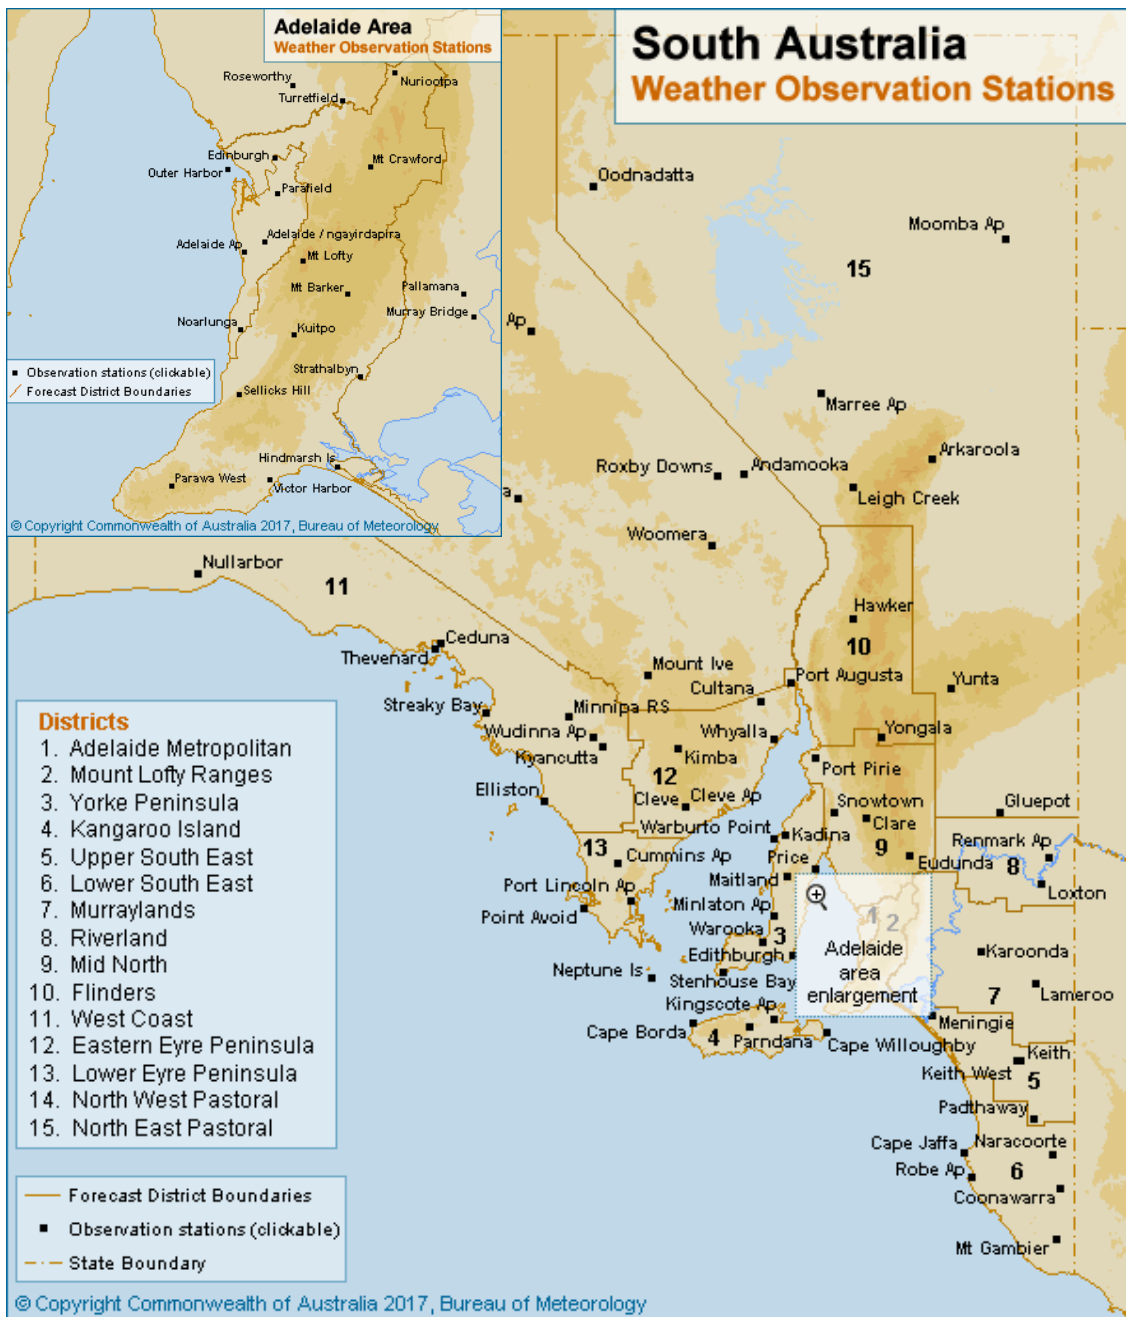 Adelaide Area
Weather Observation Stations
South Australia
Weather Observation Stations
Roseworthy
Nuriootpa
Turretfield
Edinburgh
Mt Crawford
Outer Harbor
Parafield
Adelaide / ngayirdapira
Adelaide Ap
Mt Lofty
Mt Barker
Pallamana
Murray Bridge
Noarlunga
Kuitpo
Observation stations (clickable)
Forecast District Boundaries
Strathalbyn
Sellicks Hill
Hindmarsh Is
Parawa West
Victor Harbor
© Copyright Commonwealth of Australia 2017, Bureau of Meteorology
Oodnadatta
Moomba Ap
15
Ap
Marree Ap
Arkaroola
Roxby Downs
Andamooka
a
Leigh Creek
Woomera
Nullarbor
11
Hawker
10
Ceduna
Thevenard
Mount Ive
Cultana
Port Augusta
Yunta
Streaky Bay
Minnipa RS
Wudinna Ap
Whyalla
Yongala
Kyancutta
Kimba
Port Pirie
12
Elliston
Cleve
Cleve Ap
Snowtown
Gluepot
Warburto Point
Kadina
Clare
Renmark Ap
13
Cummins Ap
Price
9
Eudunda
8
Port Lincoln Ap
Maitland
Loxton
Point Avoid
Minlaton Ap
1
2
Warooka
3
Adelaide
area
enlargement
Edithburgh
Karoonda
Neptune Is
Stenhouse Bay
7
Lameroo
Kingscote Ap
Meningie
Cape Borda
4
Parndana
Cape Willoughby
Keith
Keith West
5
Padthaway
Cape Jaffa
Naracoorte
Robe Ap
6
Coonawarra
Mt Gambier
Districts
1. Adelaide Metropolitan
2. Mount Lofty Ranges
3. Yorke Peninsula
4. Kangaroo Island
5. Upper South East
6. Lower South East
7. Murraylands
8. Riverland
9. Mid North
10. Flinders
11. West Coast
12. Eastern Eyre Peninsula
13. Lower Eyre Peninsula
14. North West Pastoral
15. North East Pastoral
Forecast District Boundaries
Observation stations (clickable)
State Boundary
© Copyright Commonwealth of Australia 2017, Bureau of Meteorology